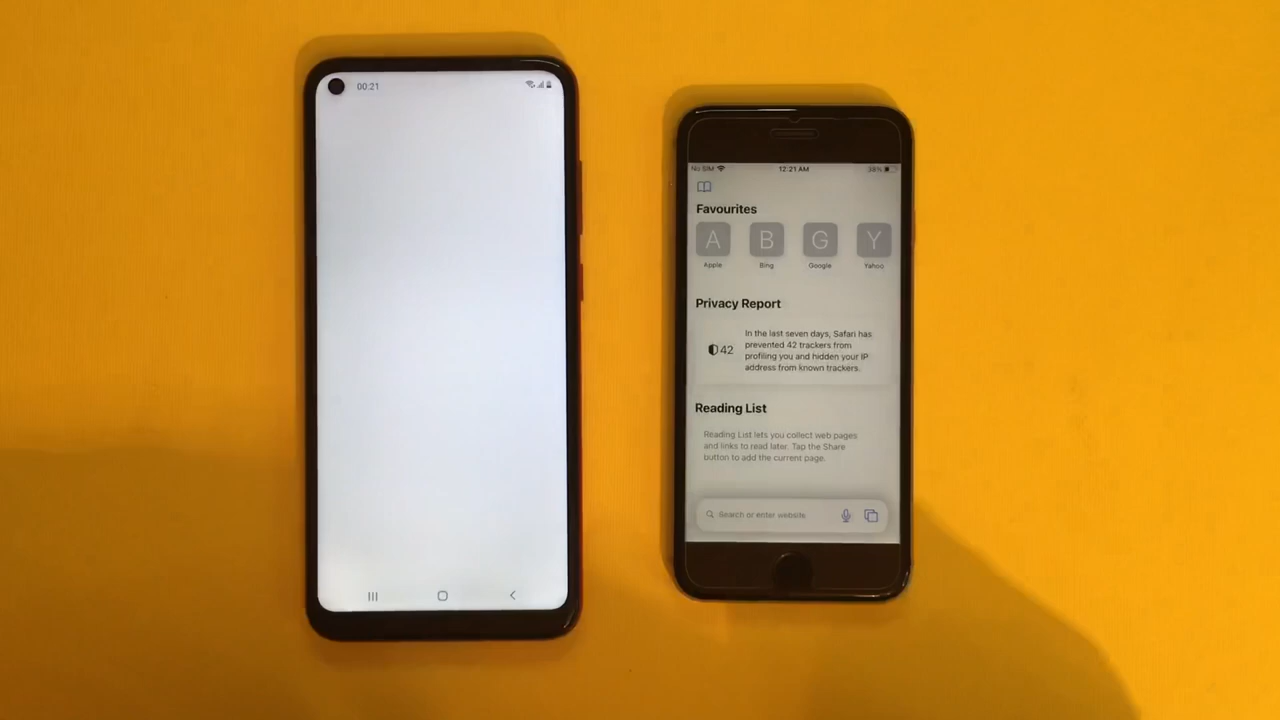 00:21
No SIM
12:21 AM
38%
Favourites
A
B
G
Y
Apple
Bing
Google
Yahoo
Privacy Report
42
In the last seven days, Safari has
prevented 42 trackers from
profiling you and hidden your IP
address from known trackers.
Reading List
Reading List lets you collect web pages
and links to read later. Tap the Share
button to add the current page.
Search or enter website